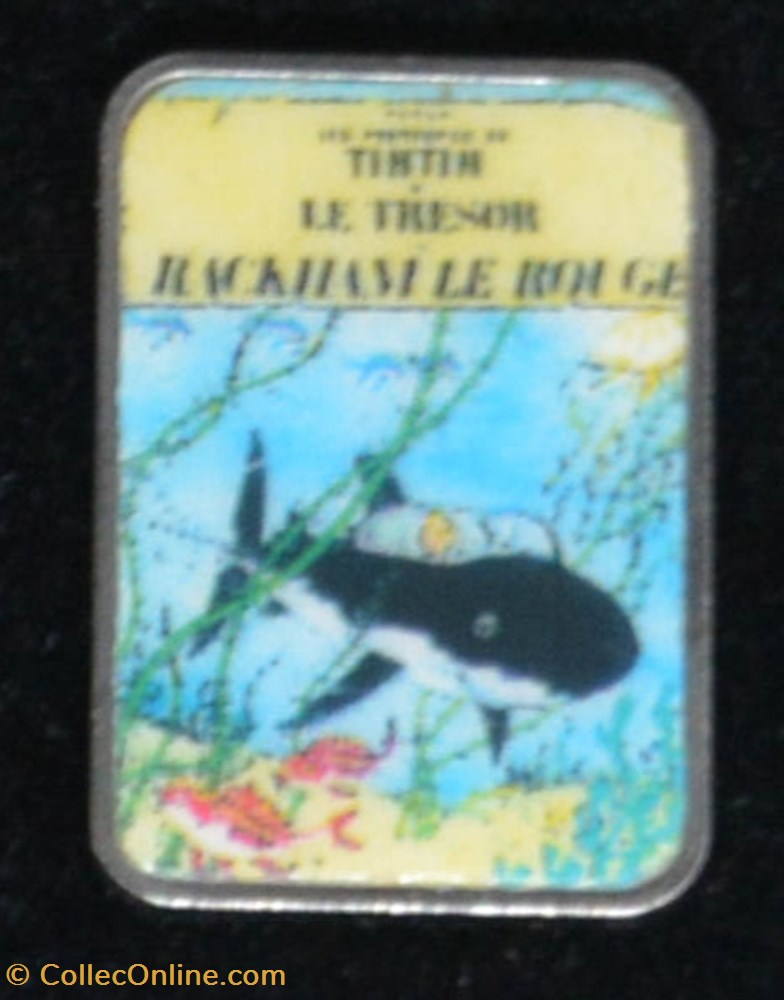 TINTIN
LE TRESOR
RACKHAM LE ROUGE
© CollecOnline.com